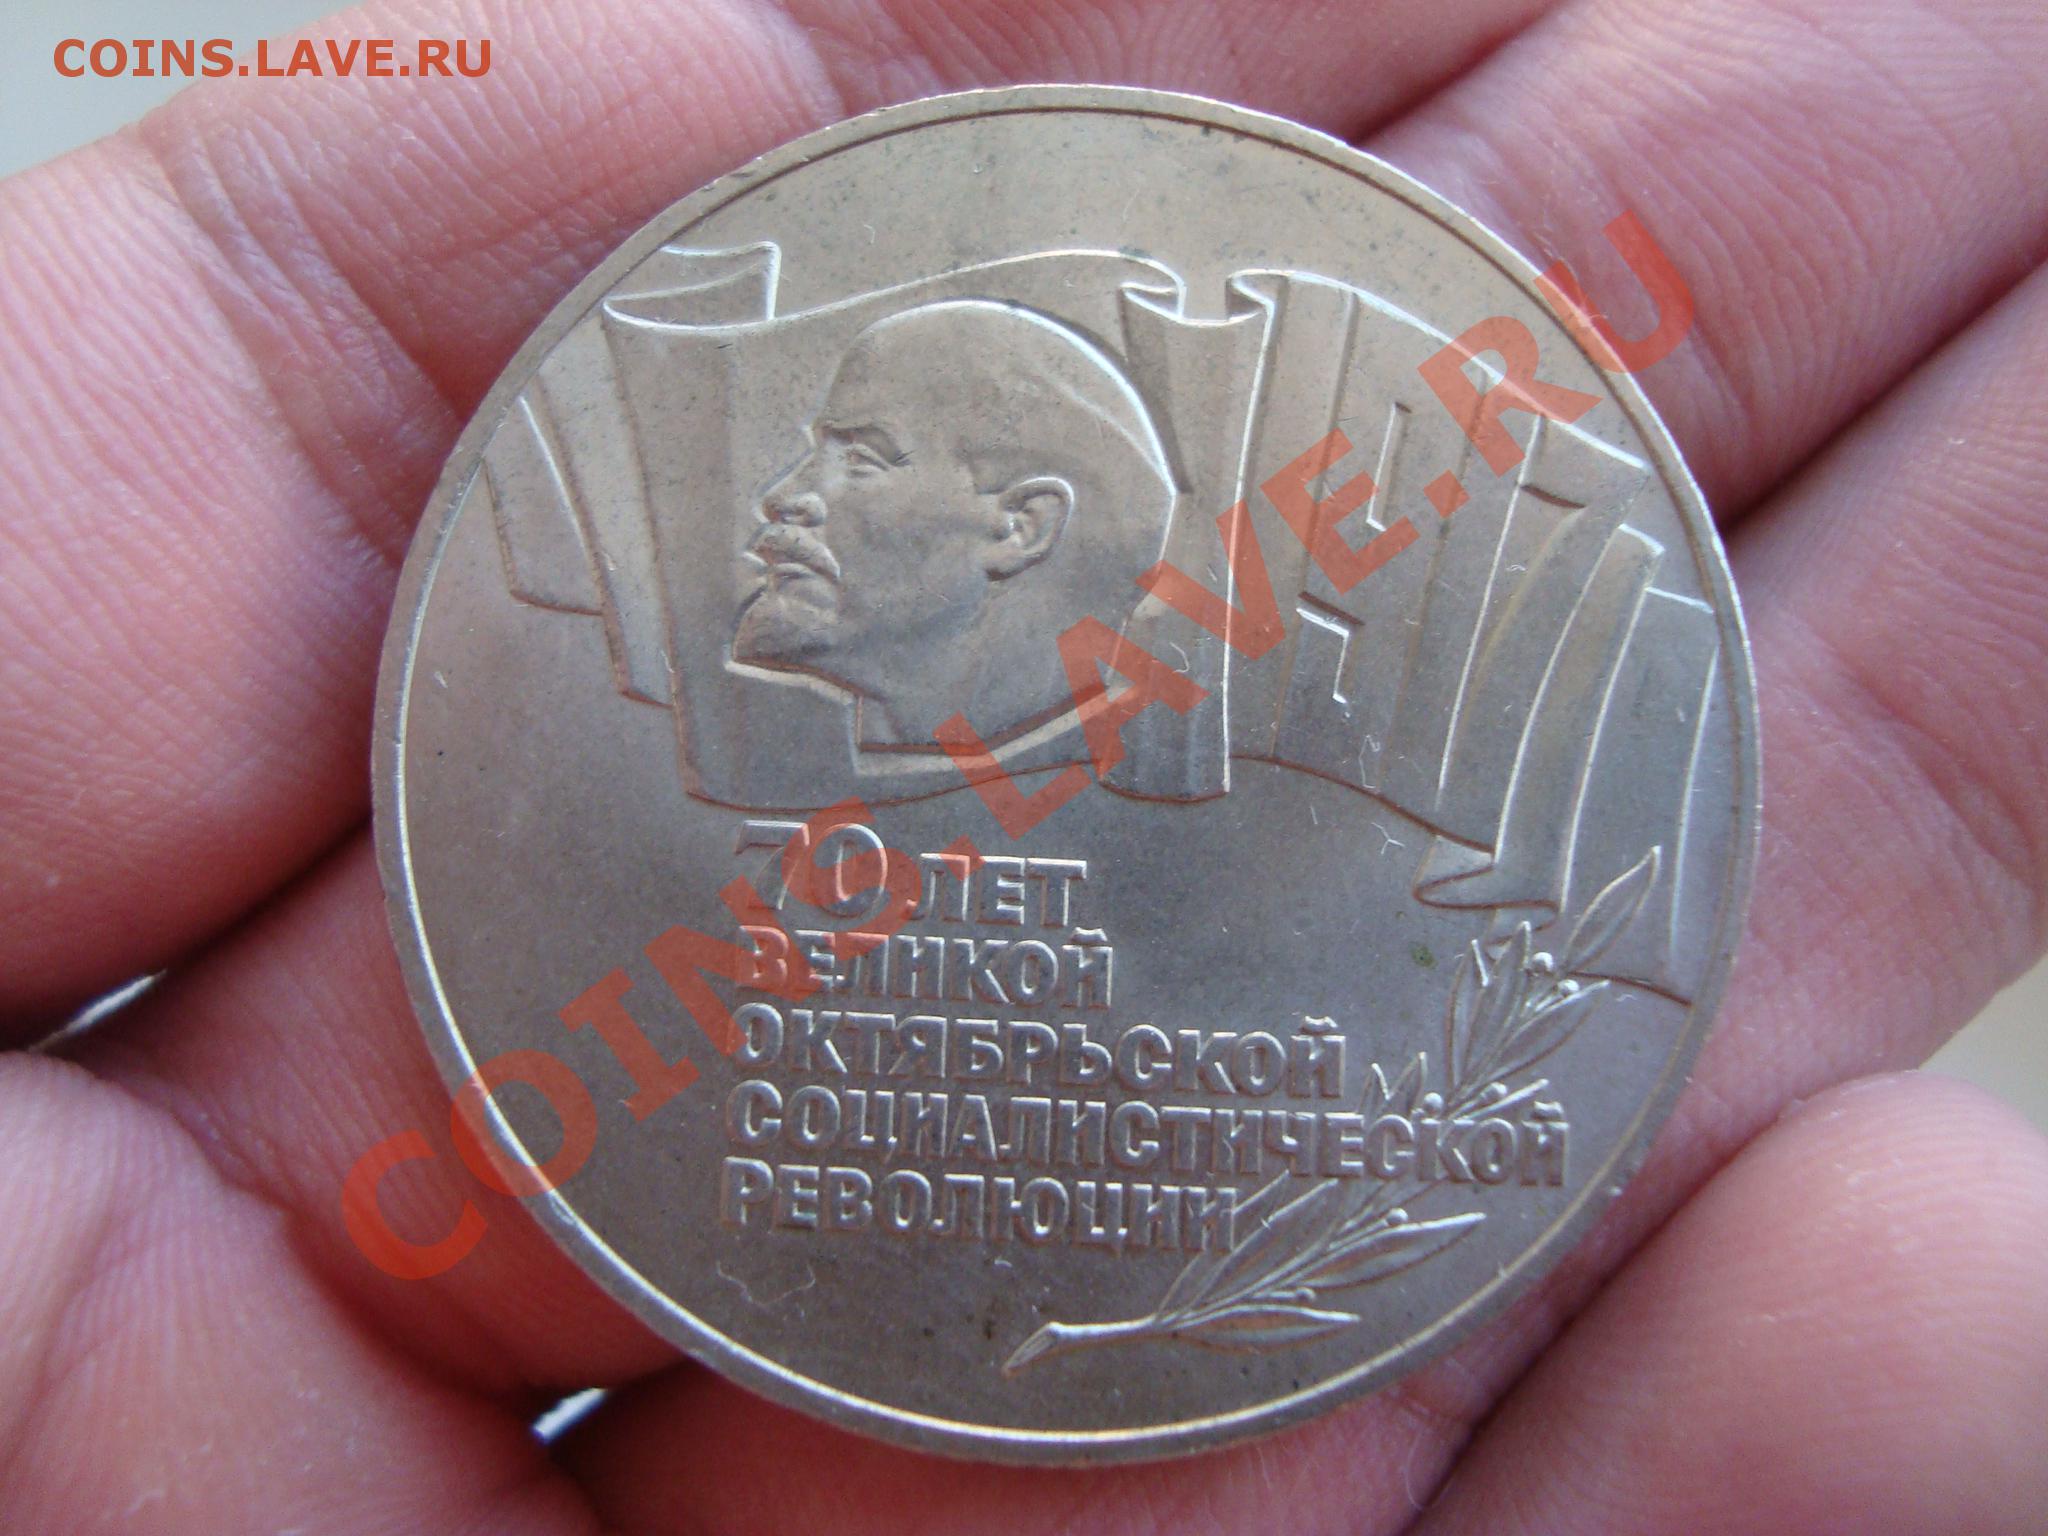 COINS.LAVE.RU
70 ЛЕТ
ВЕЛИКОЙ
ОКТЯБРЬСКОЙ
СОЦИАЛИСТИЧЕСКОЙ
РЕВОЛЮЦИИ
COINS.LAVE.RU